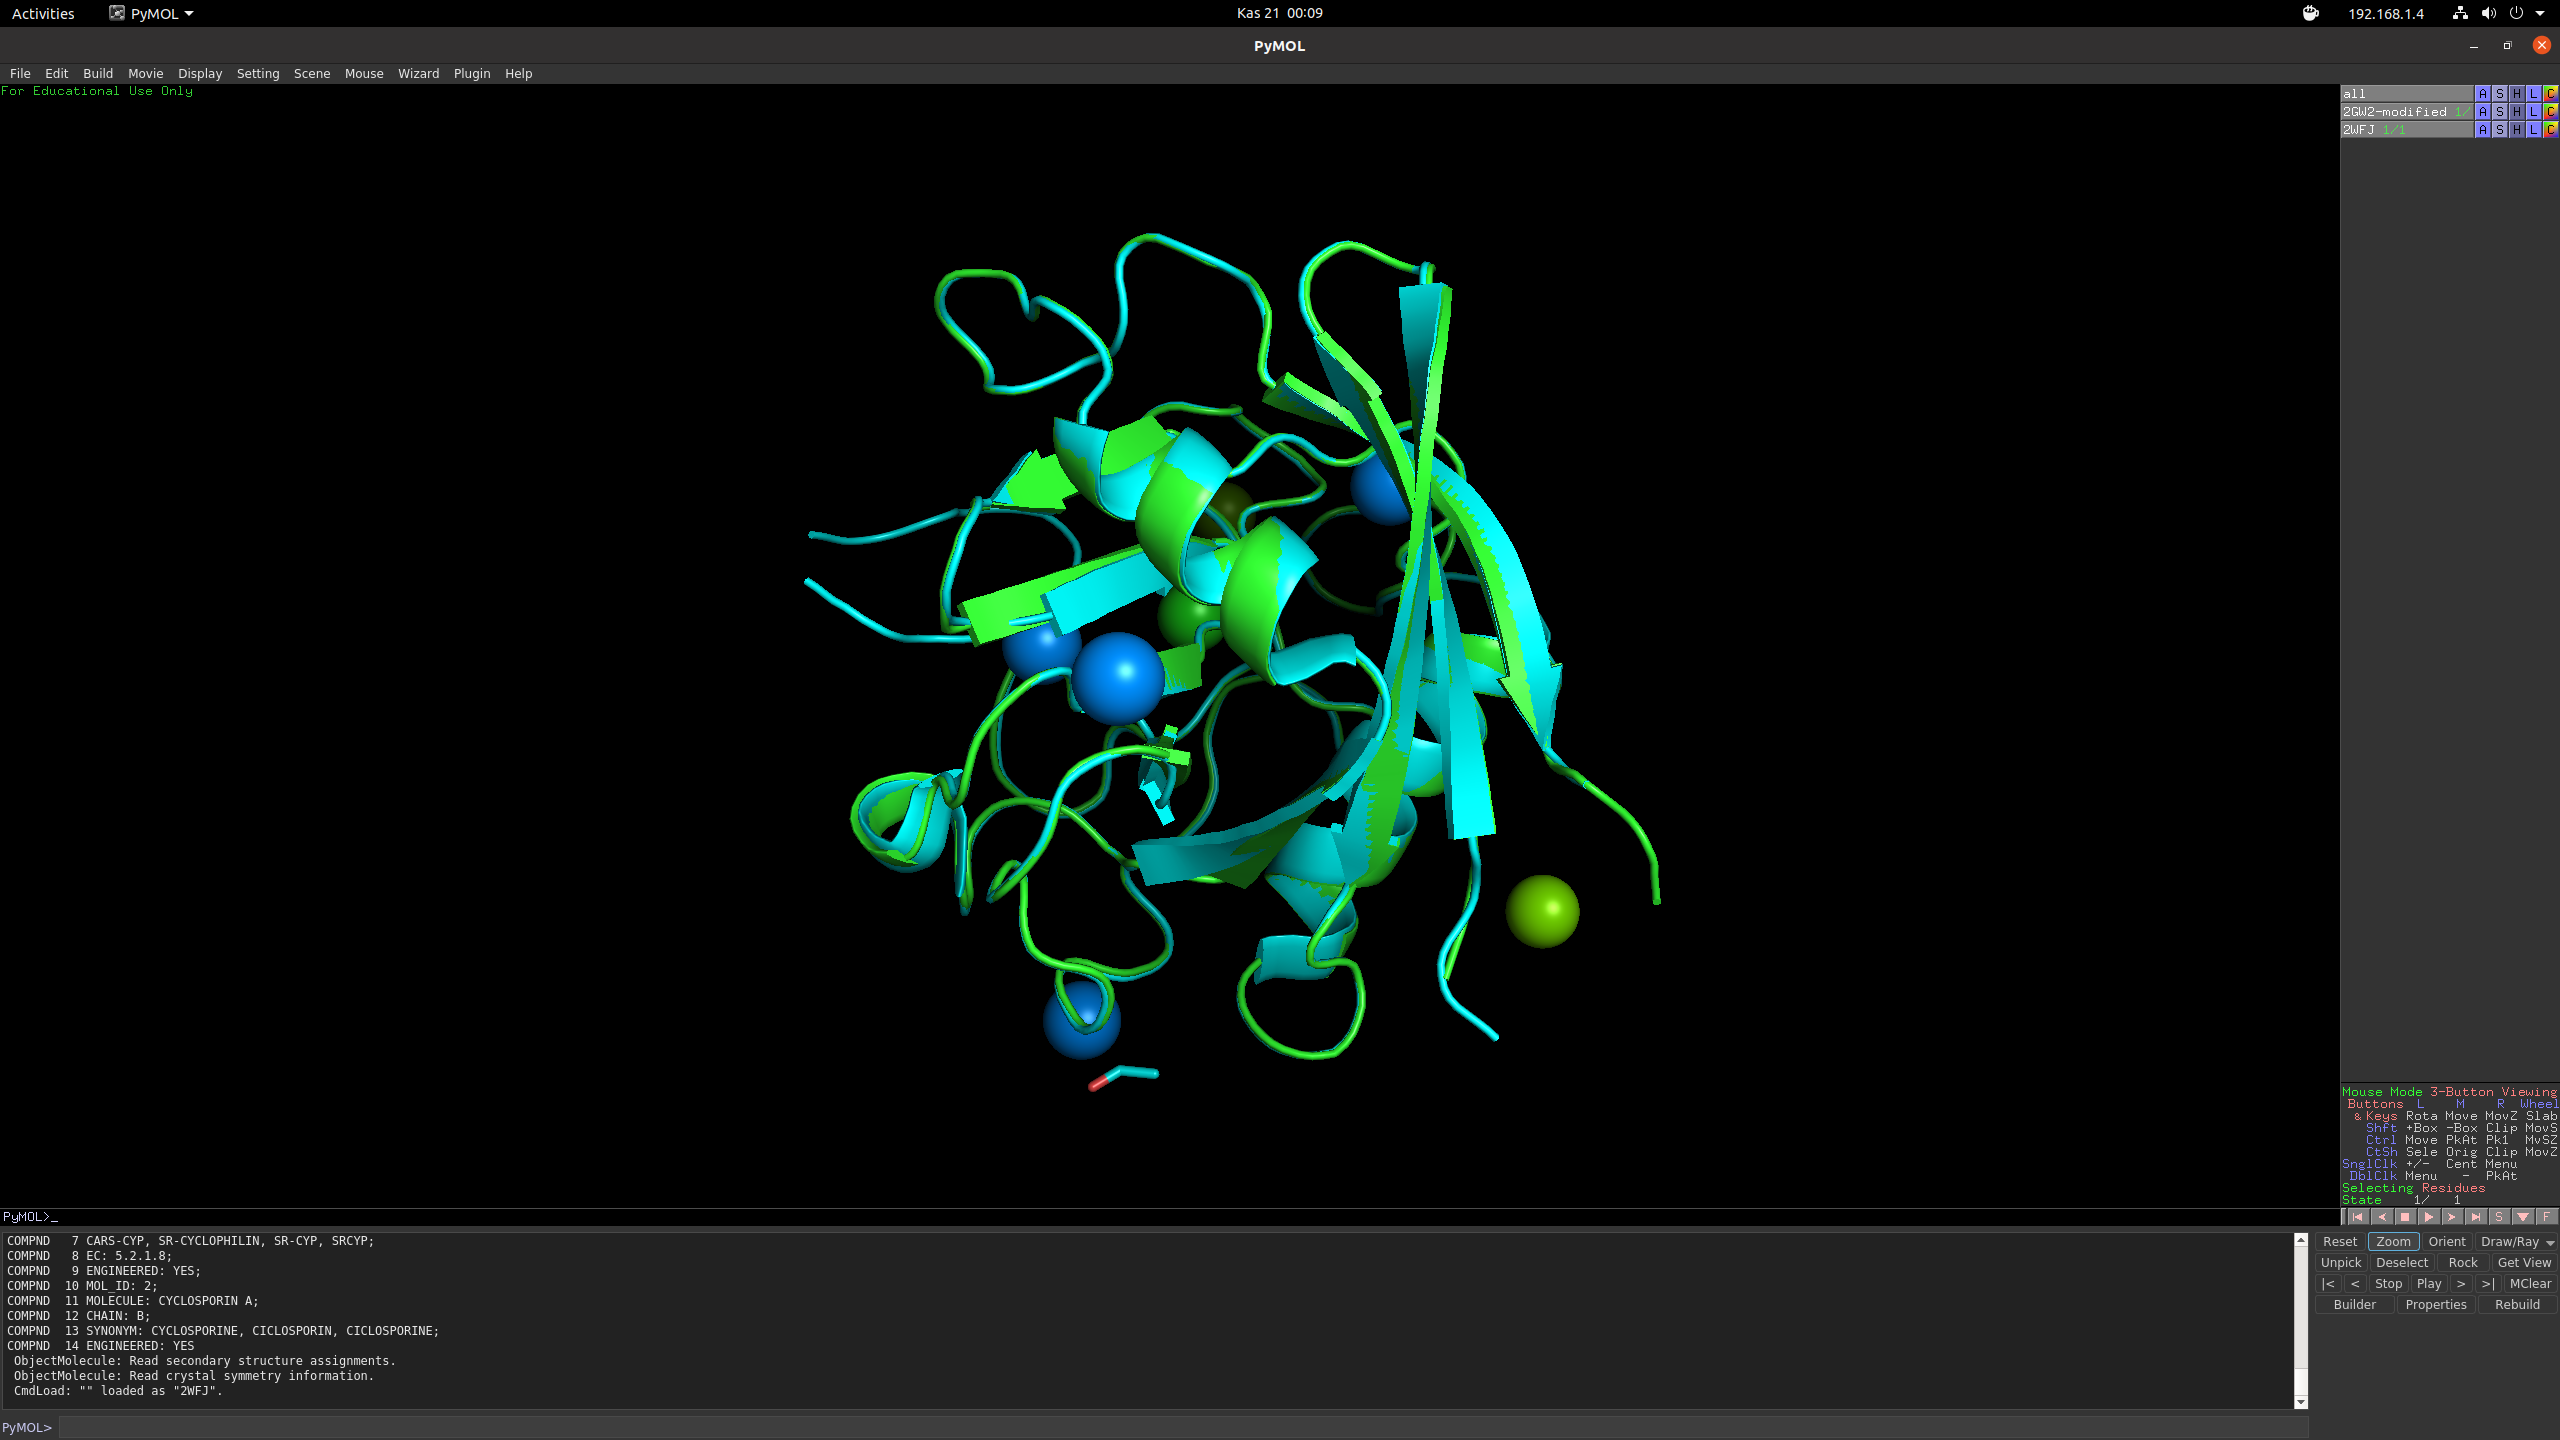 Activities PyMOL Kas 21 00:09 192.168.1.4
PyMOL
File Edit Build Movie Display Setting Scene Mouse Wizard Plugin Help
For Educational Use Only
all A S H L C
2GW2-modified 1/ A S H L C
2WFJ 1/1 A S H L C
Mouse Mode 3-Button Viewing
Buttons L M R Wheel
& Keys Rota Move MovZ Slab
Shft +Box -Box Clip MovS
Ctrl Move PkAt Pk1 MvSZ
CtSh Sele Orig Clip MovZ
SnglClk +/- Cent Menu
DblClk Menu - PkAt
Selecting Residues
State 1/ 1
PyMOL>_
S F
COMPND 7 CARS-CYP, SR-CYCLOPHILIN, SR-CYP, SRCYP;
COMPND 8 EC: 5.2.1.8;
COMPND 9 ENGINEERED: YES;
COMPND 10 MOL_ID: 2;
COMPND 11 MOLECULE: CYCLOSPORIN A;
COMPND 12 CHAIN: B;
COMPND 13 SYNONYM: CYCLOSPORINE, CICLOSPORIN, CICLOSPORINE;
COMPND 14 ENGINEERED: YES
ObjectMolecule: Read secondary structure assignments.
ObjectMolecule: Read crystal symmetry information.
CmdLoad: "" loaded as "2WFJ".
Reset Zoom Orient Draw/Ray
Unpick Deselect Rock Get View
|< < Stop Play > >| MClear
Builder Properties Rebuild
PyMOL>